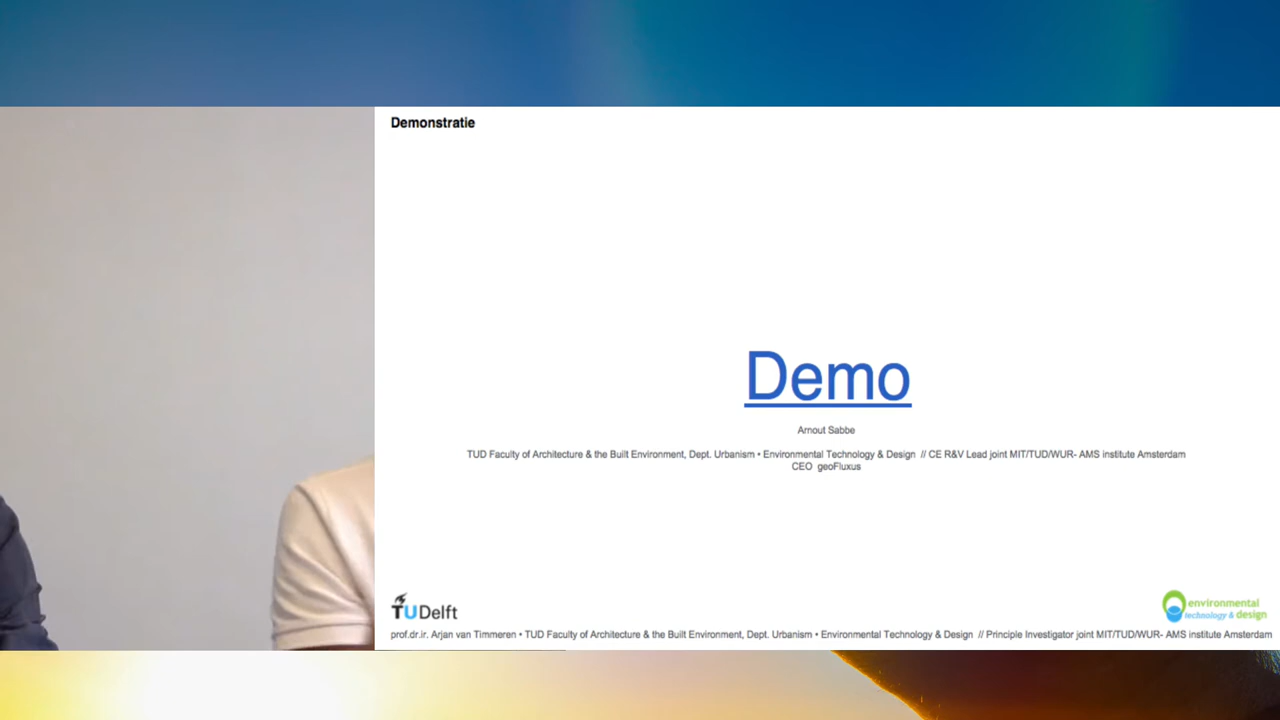 Demonstratie
Demo
Arnout Sabbe
TUD Faculty of Architecture & the Built Environment, Dept. Urbanism • Environmental Technology & Design // CE R&V Lead joint MIT/TUD/WUR- AMS institute Amsterdam
CEO geoFluxus
TUDelft
environmental
technology & design
prof.dr.ir. Arjan van Timmeren • TUD Faculty of Architecture & the Built Environment, Dept. Urbanism • Environmental Technology & Design // Principle Investigator joint MIT/TUD/WUR- AMS institute Amsterdam